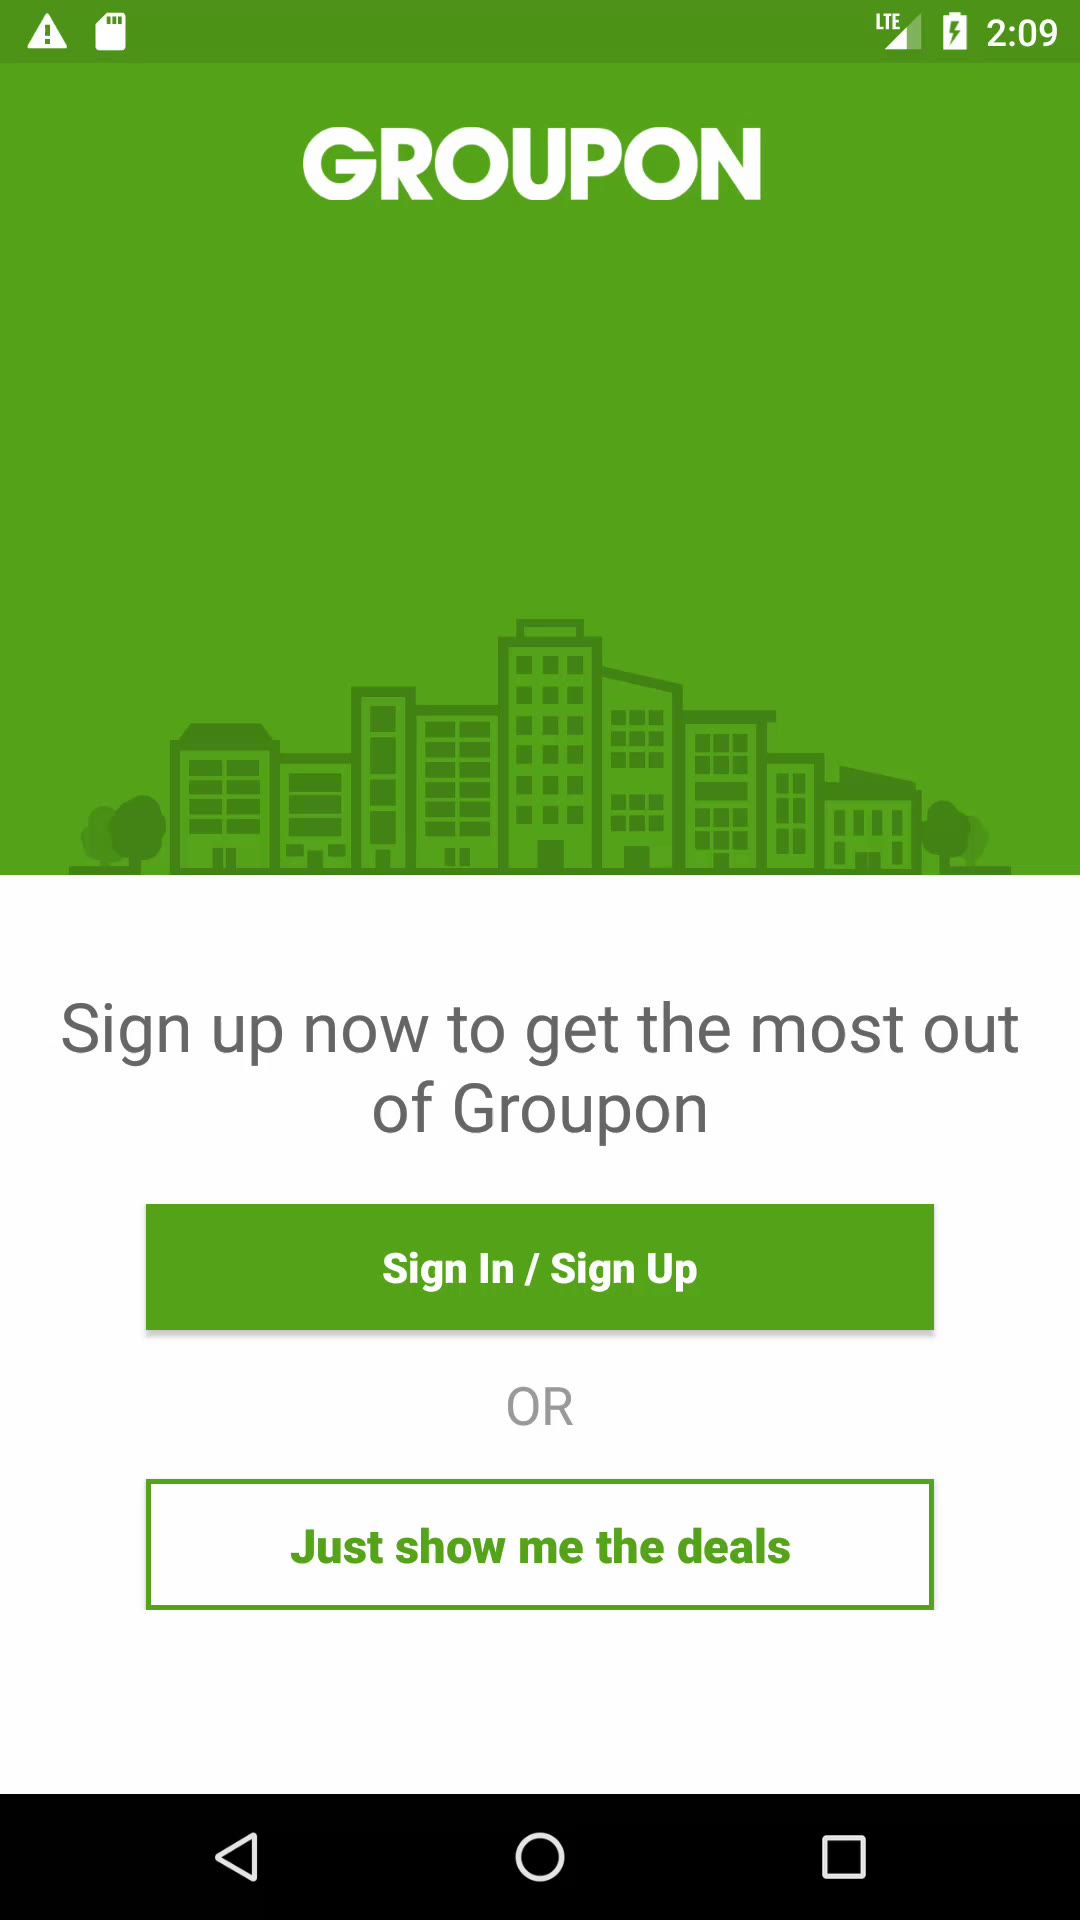 LTE 2:09
GROUPON
Sign up now to get the most out
of Groupon
Sign In / Sign Up
OR
Just show me the deals